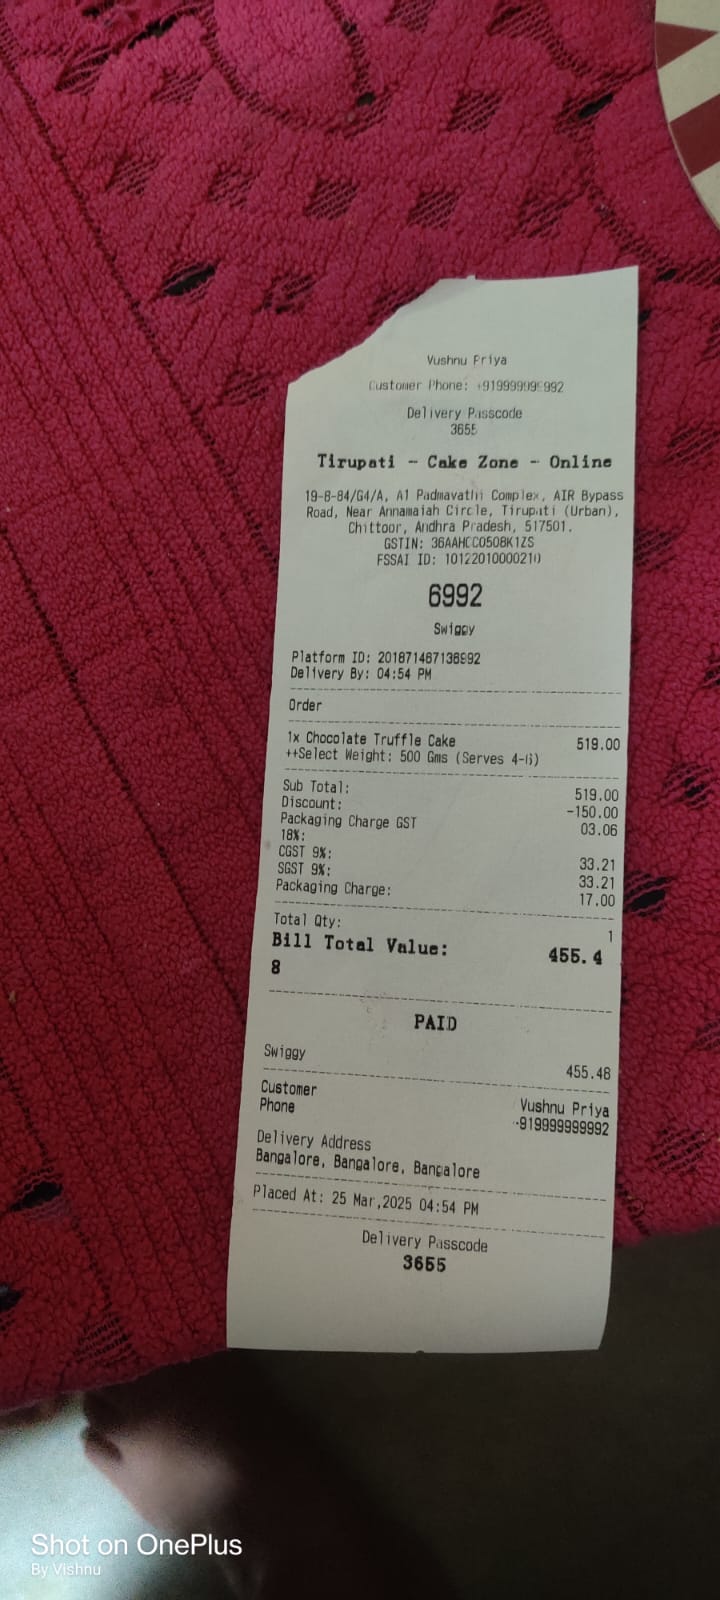 Vushnu Priya
Customer Phone: +919999999992
Delivery Passcode
3655
Tirupati - Cake Zone - Online
19-8-84/G4/A, A1 Padmavathi Complex, AIR Bypass
Road, Near Annamaiah Circle, Tirupati (Urban),
Chittoor, Andhra Pradesh, 517501.
GSTIN: 36AAHCC0508K1ZS
FSSAI ID: 10122010000210
6992
Swiggy
Platform ID: 201871467136992
Delivery By: 04:54 PM
Order
1x Chocolate Truffle Cake 519.00
++Select Weight: 500 Gms (Serves 4-6)
Sub Total: 519.00
Discount: -150.00
Packaging Charge GST 03.06
18%:
CGST 9%: 33.21
SGST 9%: 33.21
Packaging Charge: 17.00
Total Qty: 1
Bill Total Value: 455.4
8
PAID
Swiggy 455.48
Customer Vushnu Priya
Phone +919999999992
Delivery Address
Bangalore, Bangalore, Bangalore
Placed At: 25 Mar,2025 04:54 PM
Delivery Passcode
3655
Shot on OnePlus
By Vishnu